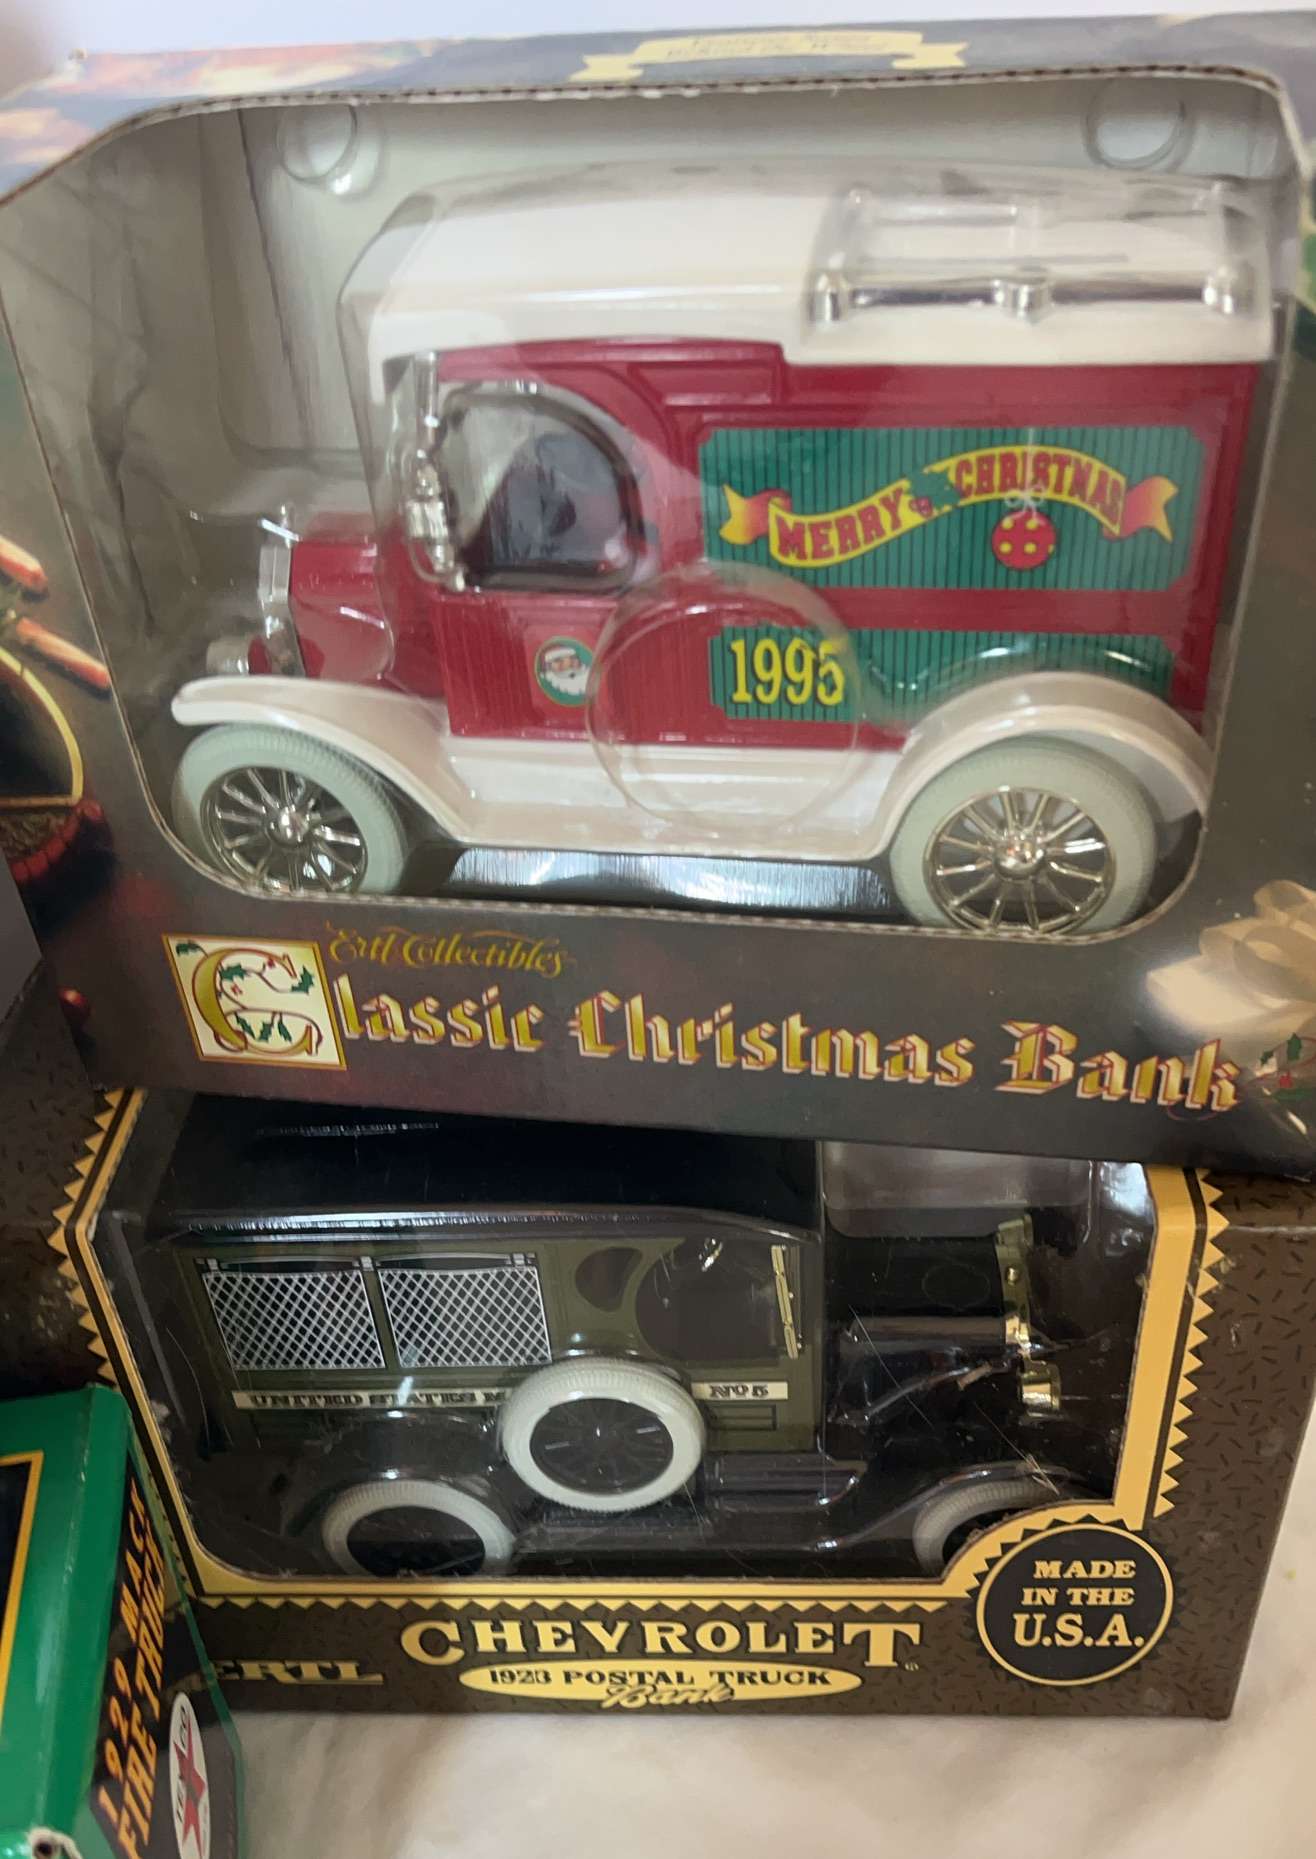 MERRY CHRISTMAS
1995
Ertl Collectibles
Classic Christmas Bank
UNITED STATES M
Nº 5
MADE
IN THE
U.S.A.
CHEVROLET®
ERTL
1923 POSTAL TRUCK
Bank
1929 MACK
FIRE TRUCK
TEXACO